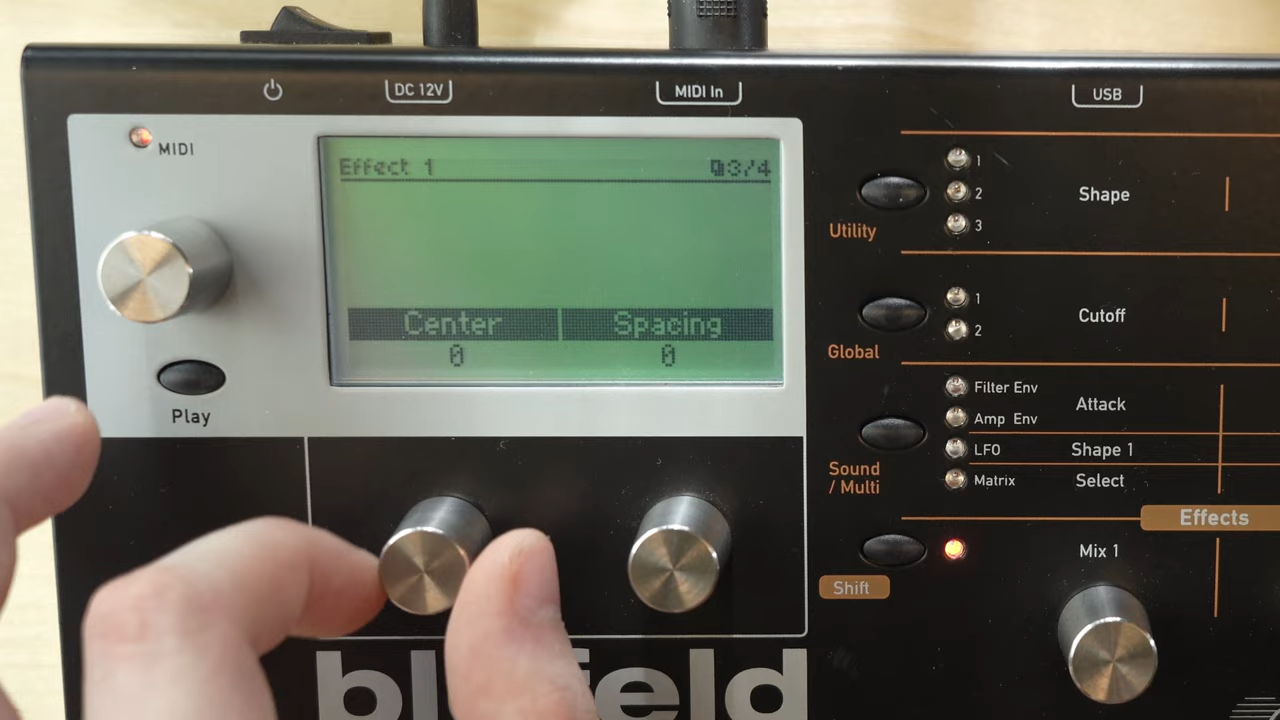 DC 12V
MIDI In
USB
MIDI
Effect 1
3/4
Center
Spacing
0
0
Play
1
2
3
Shape
Utility
1
2
Cutoff
Global
Filter Env
Attack
Amp Env
LFO
Shape 1
Sound
/ Multi
Matrix
Select
Effects
Mix 1
Shift